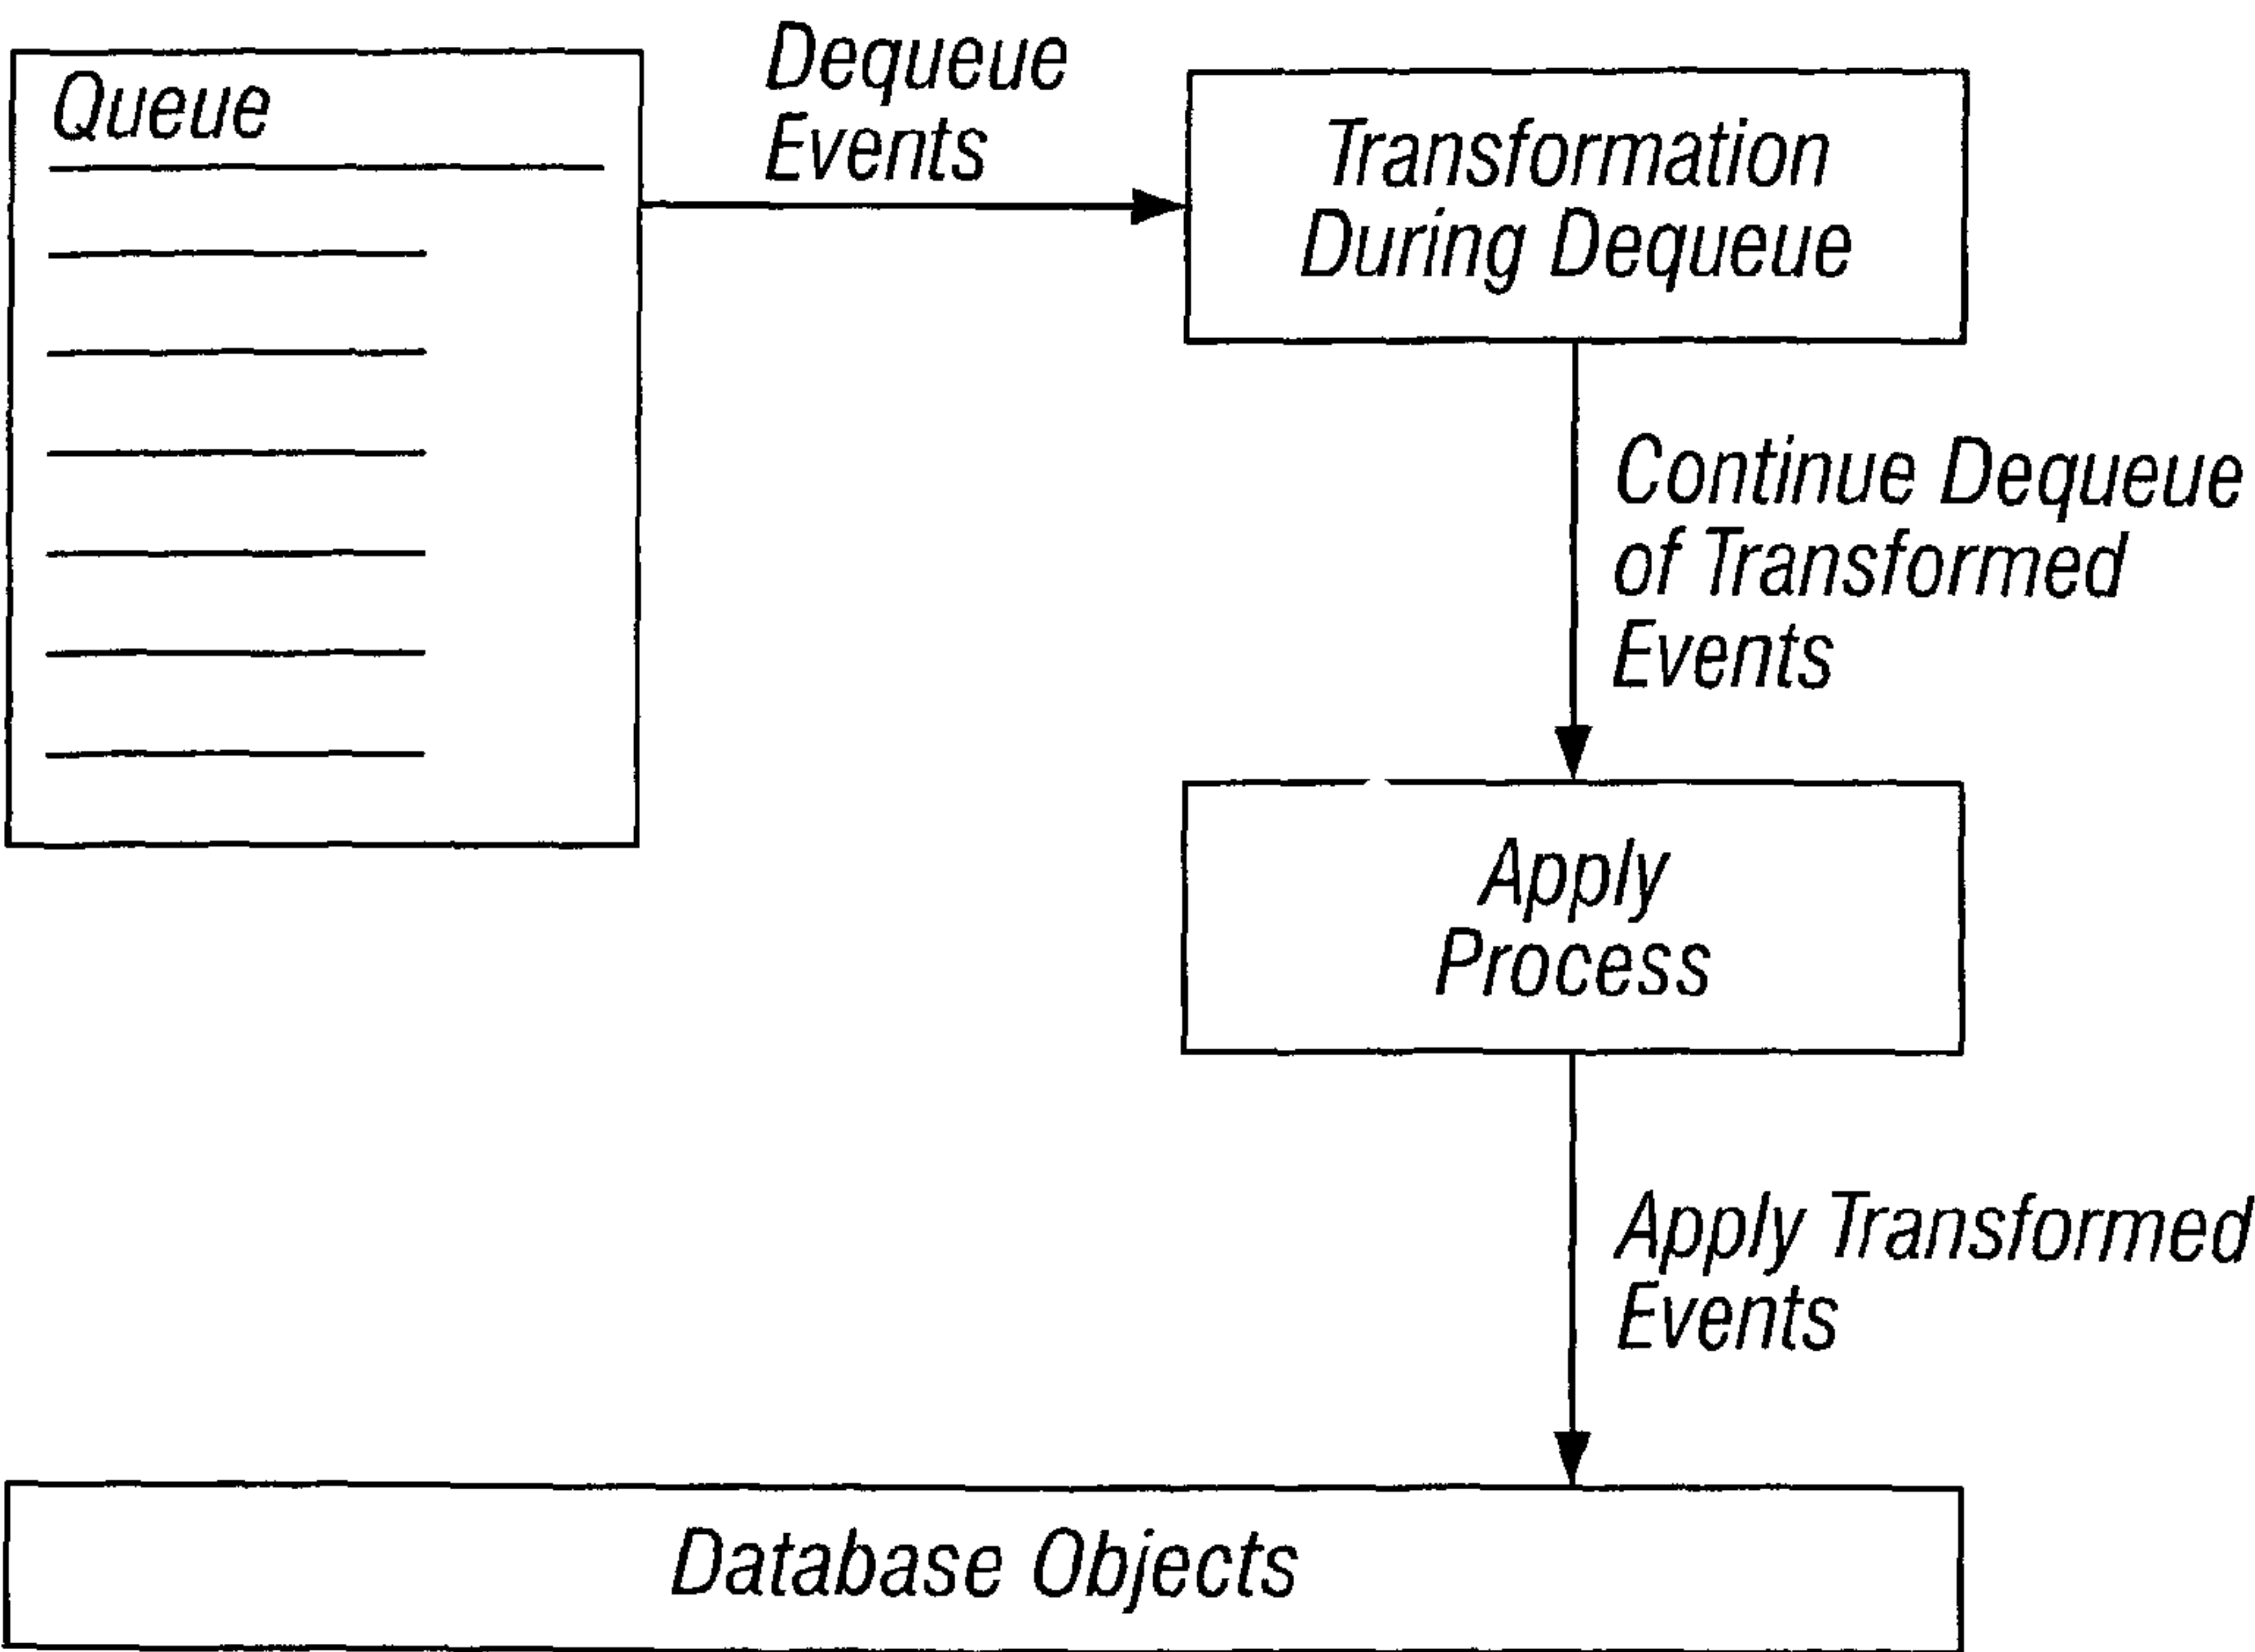 Queue
Dequeue
Events
Transformation
During Dequeue
Continue Dequeue
of Transformed
Events
Apply
Process
Apply Transformed
Events
Database Objects